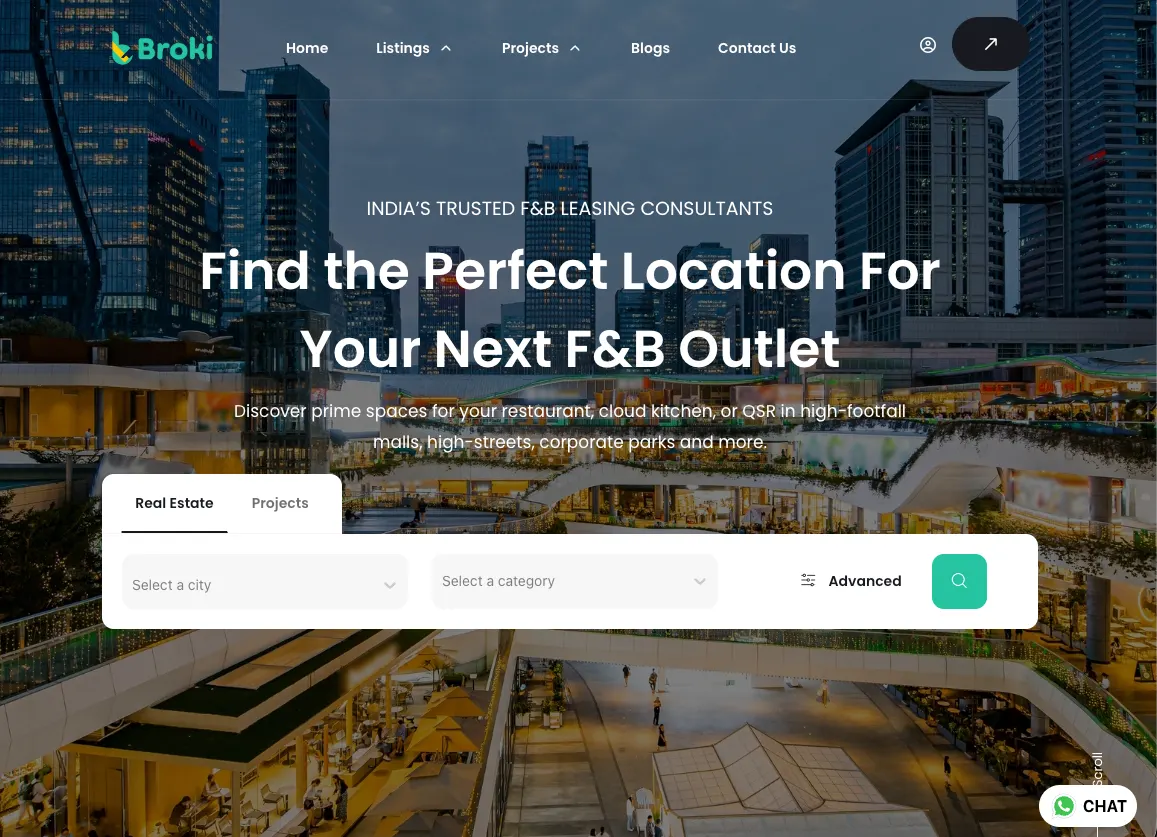 Broki
Home
Listings
Projects
Blogs
Contact Us
INDIA'S TRUSTED F&B LEASING CONSULTANTS
Find the Perfect Location For
Your Next F&B Outlet
Discover prime spaces for your restaurant, cloud kitchen, or QSR in high-footfall
malls, high-streets, corporate parks and more.
Real Estate
Projects
Select a city
Select a category
Advanced
Scroll
CHAT